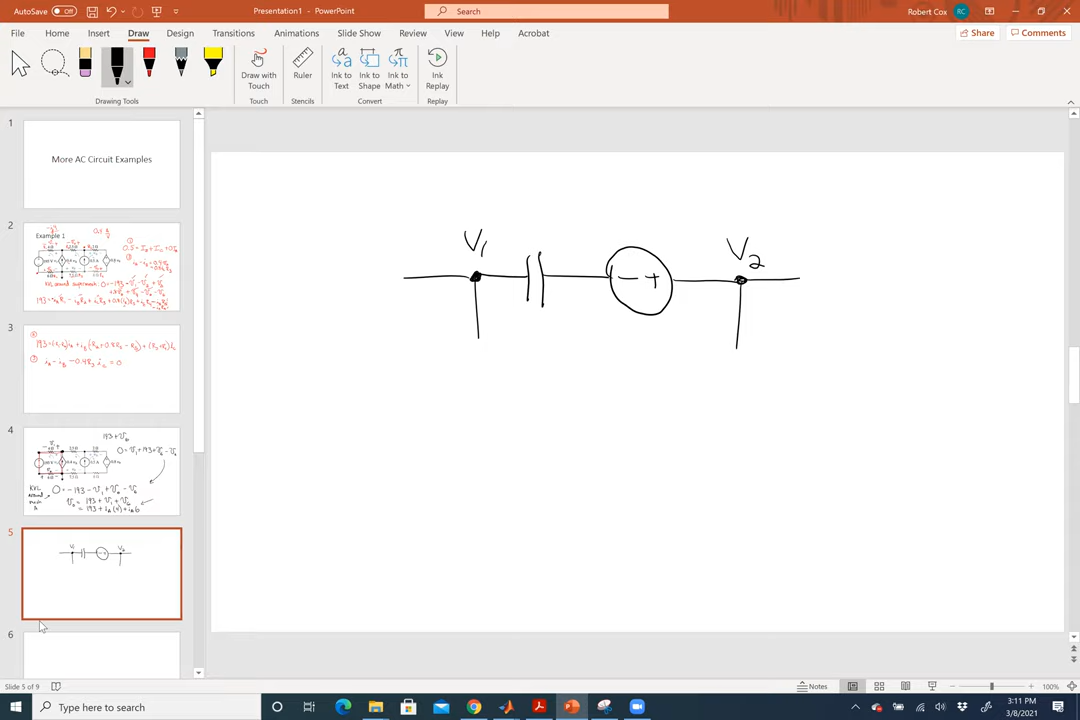 AutoSave Off
Presentation1 - PowerPoint
Search
Robert Cox RC
File Home Insert Draw Design Transitions Animations Slide Show Review View Help Acrobat
Share Comments
Draw with Touch
Ruler
Ink to Text
Ink to Shape
Ink to Math
Ink Replay
Drawing Tools
Touch
Stencils
Convert
Replay
1
More AC Circuit Examples
2
Example 1
3
4
KVL around mesh A
5
6
V1
V2
- +
Slide 5 of 9
Notes
100%
Type here to search
3:11 PM
3/8/2021